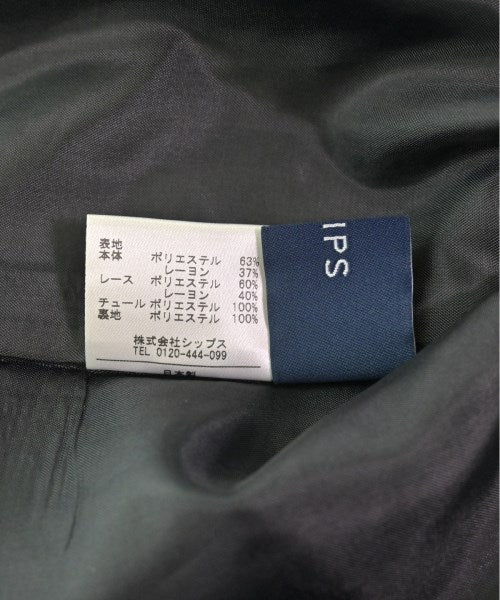 表地
本体 ポリエステル 63%
レーヨン 37%
レース ポリエステル 60%
レーヨン 40%
チュール ポリエステル 100%
裏地 ポリエステル 100%
株式会社シップス
TEL 0120-444-099
日本製
IPS